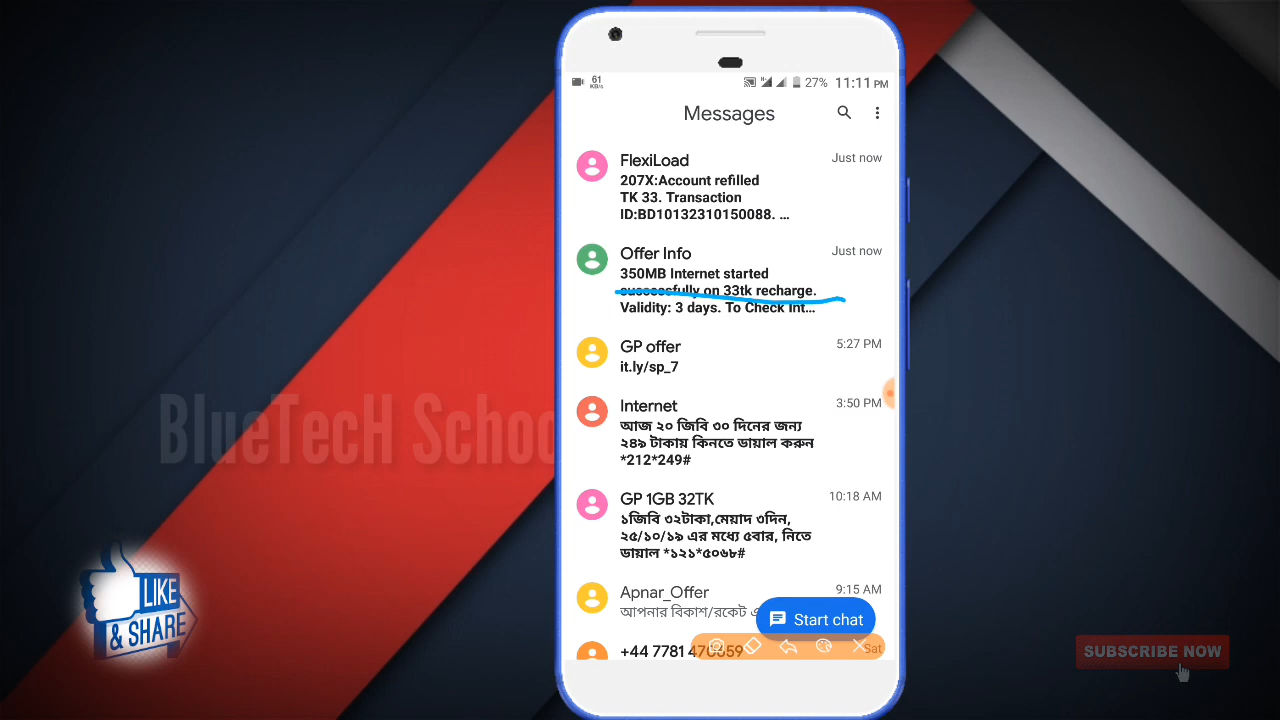 61
KB/s
27%
11:11 PM
Messages
FlexiLoad
Just now
207X:Account refilled
TK 33. Transaction
ID:BD10132310150088. ...
Offer Info
Just now
350MB Internet started
successfully on 33tk recharge.
Validity: 3 days. To Check Int...
GP offer
5:27 PM
it.ly/sp_7
Internet
3:50 PM
আজ ২০ জিবি ৩০ দিনের জন্য
২৪৯ টাকায় কিনতে ডায়াল করুন
*212*249#
GP 1GB 32TK
10:18 AM
১জিবি ৩২টাকা,মেয়াদ ৩দিন,
২৫/১০/১৯ এর মধ্যে ৫বার, নিতে
ডায়াল *১২১*৫০৬৮#
Apnar_Offer
9:15 AM
আপনার বিকাশ/রকেট
Start chat
+44 7781 470659
Sat
BlueTecH Schoo
LIKE
& SHARE
SUBSCRIBE NOW